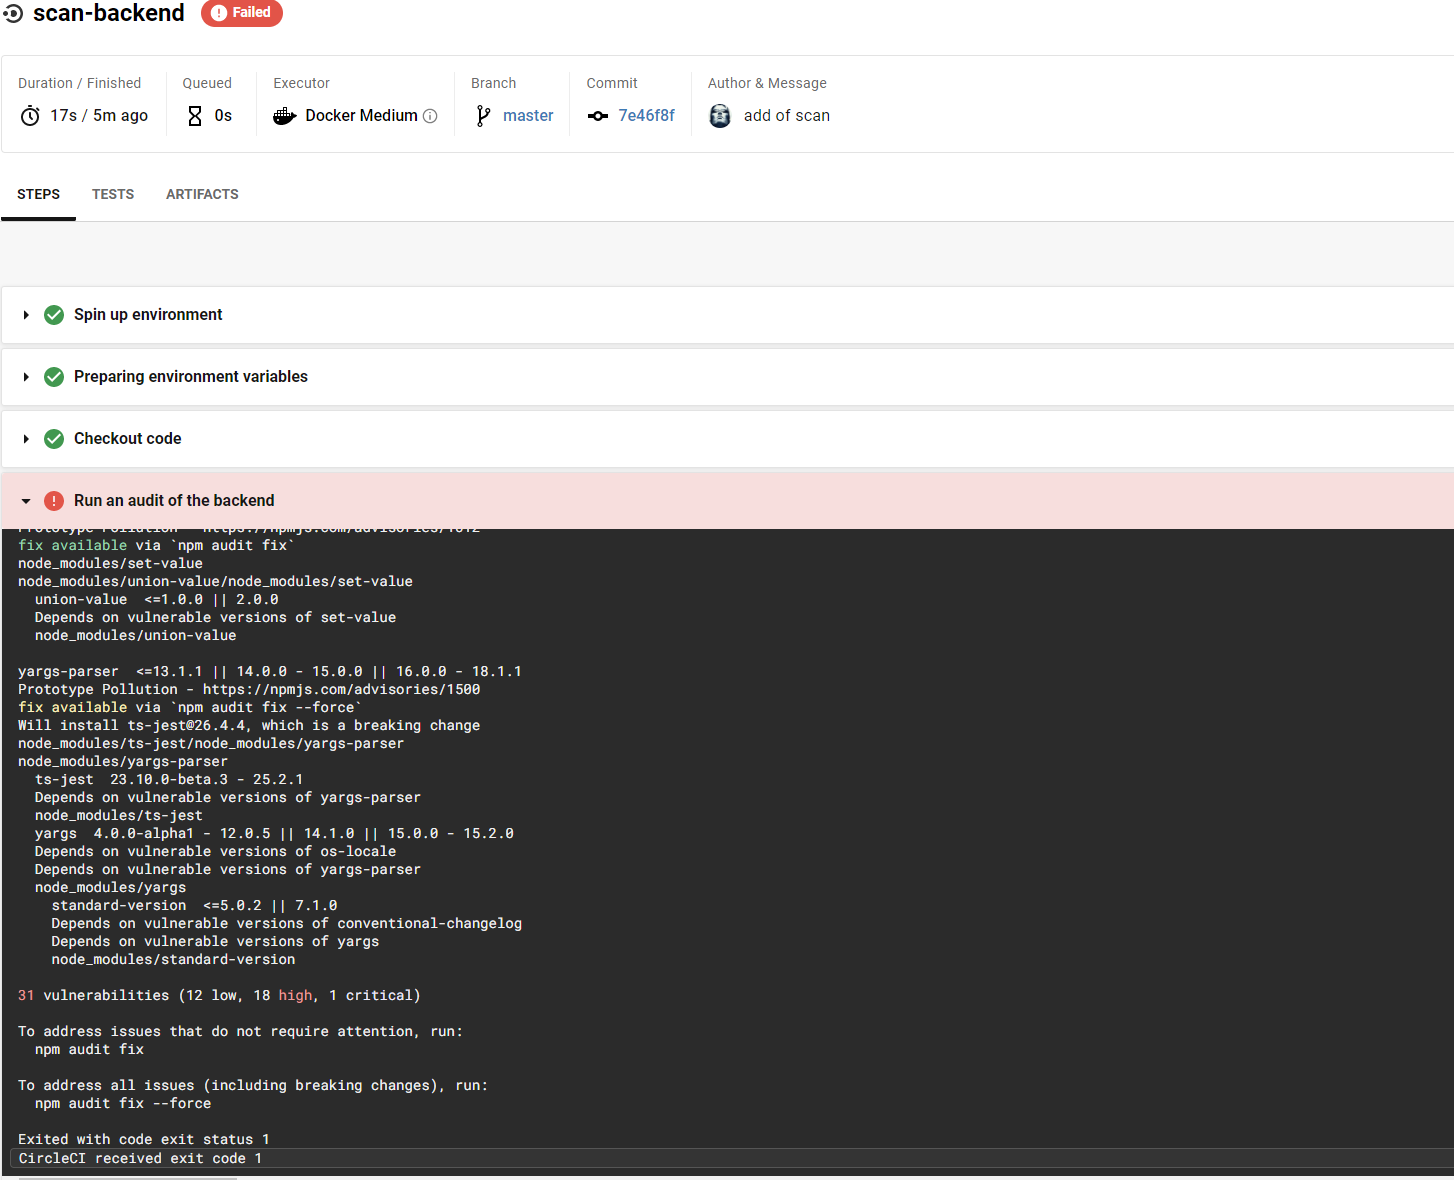 scan-backend
Failed
Duration / Finished
17s / 5m ago
Queued
0s
Executor
Docker Medium
Branch
master
Commit
7e46f8f
Author & Message
add of scan
STEPS
TESTS
ARTIFACTS
Spin up environment
Preparing environment variables
Checkout code
Run an audit of the backend
fix available via `npm audit fix`
node_modules/set-value
node_modules/union-value/node_modules/set-value
union-value  <=1.0.0 || 2.0.0
Depends on vulnerable versions of set-value
node_modules/union-value
yargs-parser  <=13.1.1 || 14.0.0 - 15.0.0 || 16.0.0 - 18.1.1
Prototype Pollution - https://npmjs.com/advisories/1500
fix available via `npm audit fix --force`
Will install ts-jest@26.4.4, which is a breaking change
node_modules/ts-jest/node_modules/yargs-parser
node_modules/yargs-parser
ts-jest  23.10.0-beta.3 - 25.2.1
Depends on vulnerable versions of yargs-parser
node_modules/ts-jest
yargs  4.0.0-alpha1 - 12.0.5 || 14.1.0 || 15.0.0 - 15.2.0
Depends on vulnerable versions of os-locale
Depends on vulnerable versions of yargs-parser
node_modules/yargs
standard-version  <=5.0.2 || 7.1.0
Depends on vulnerable versions of conventional-changelog
Depends on vulnerable versions of yargs
node_modules/standard-version
31 vulnerabilities (12 low, 18 high, 1 critical)
To address issues that do not require attention, run:
npm audit fix
To address all issues (including breaking changes), run:
npm audit fix --force
Exited with code exit status 1
CircleCI received exit code 1